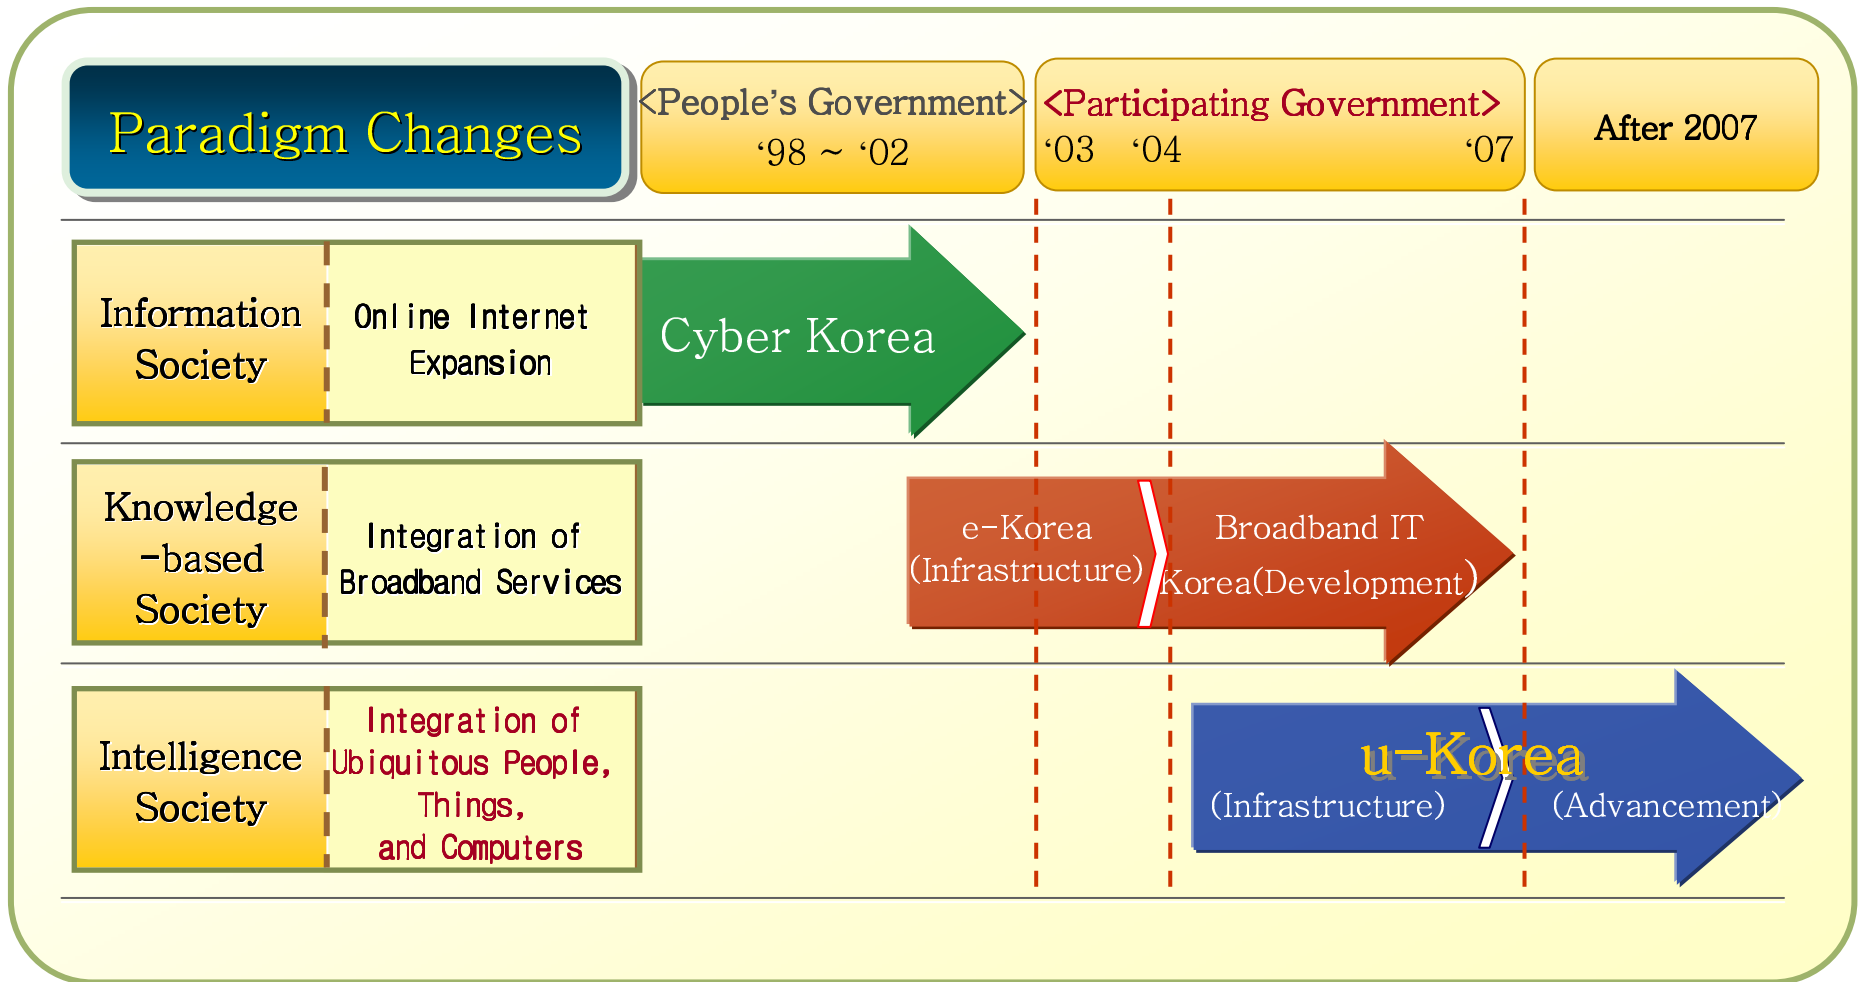 Paradigm Changes
<People’s Government>
‘98 ~ ‘02
<Participating Government>
‘03 ‘04 ‘07
After 2007
Information
Society
Online Internet
Expansion
Cyber Korea
Knowledge
-based
Society
Integration of
Broadband Services
e-Korea
(Infrastructure)
Broadband IT
Korea(Development)
Intelligence
Society
Integration of
Ubiquitous People,
Things,
and Computers
u-Korea
(Infrastructure)
(Advancement)